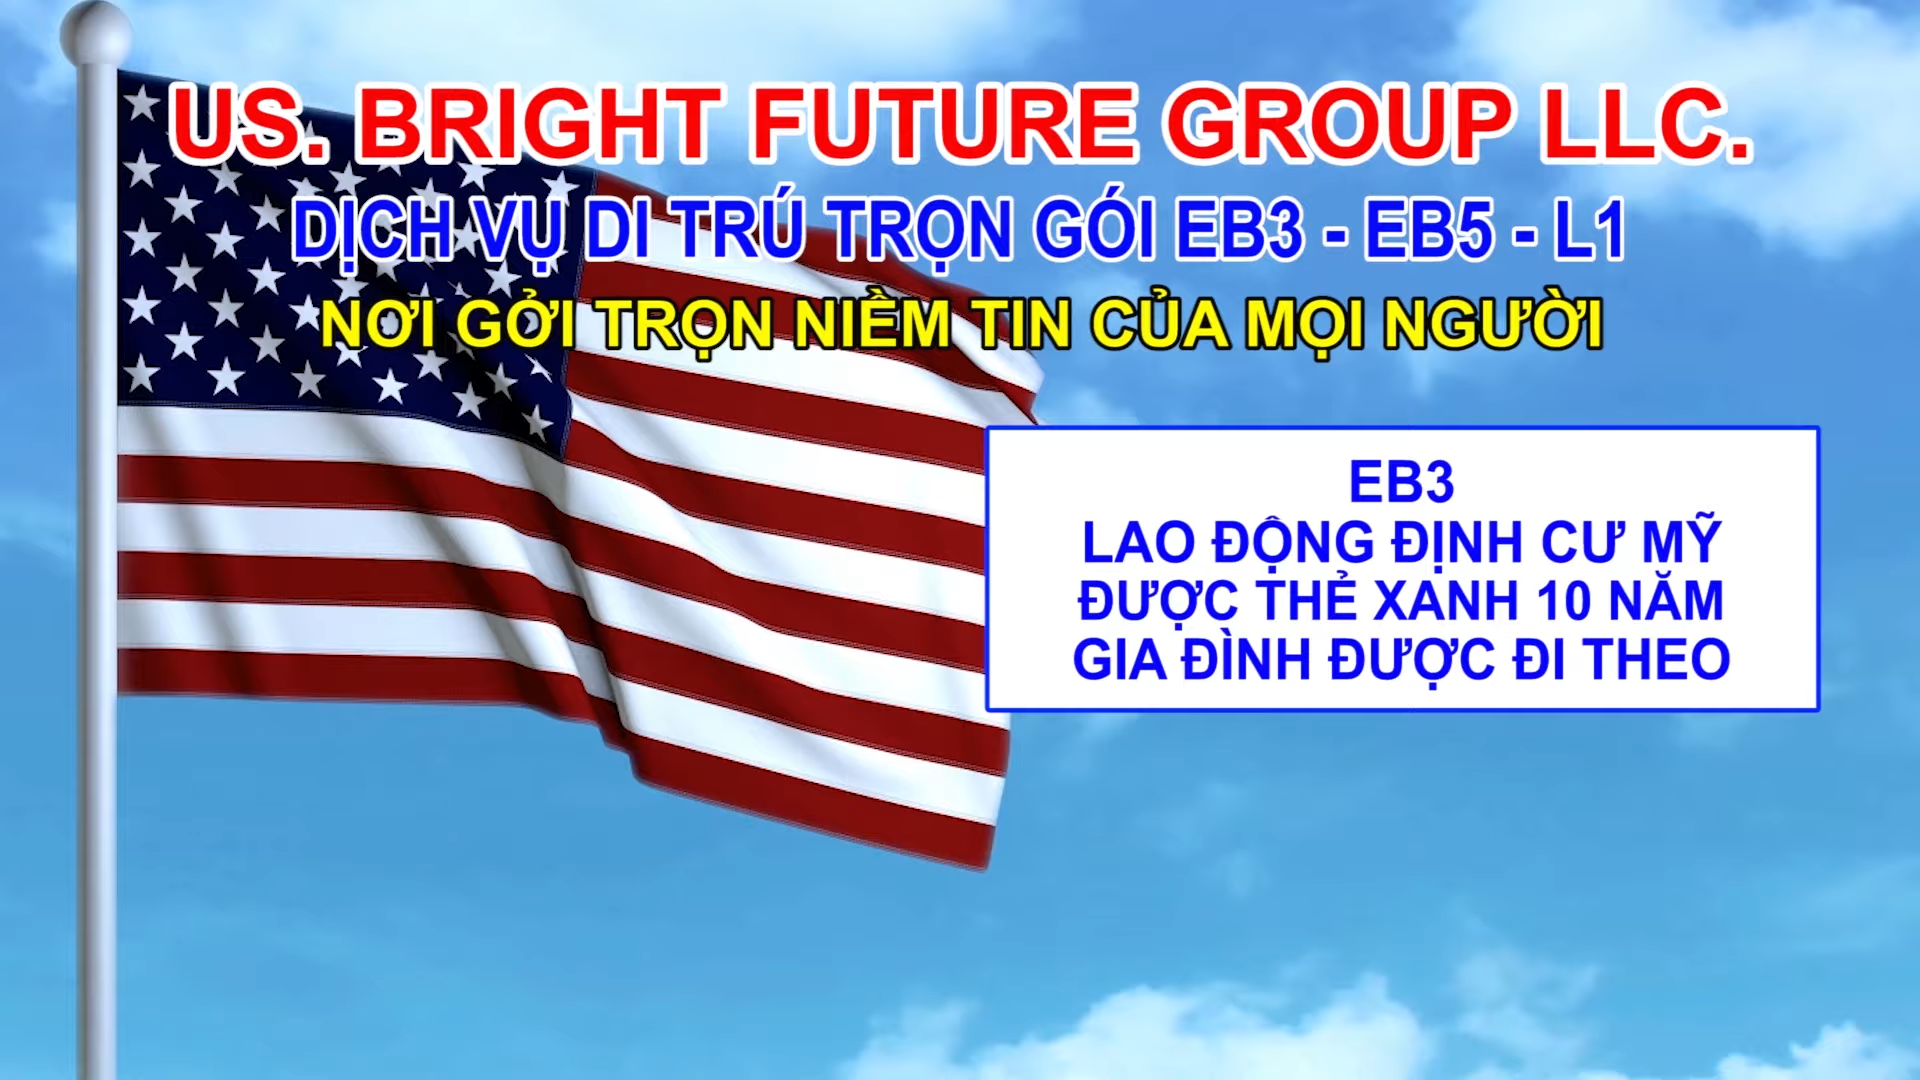 US. BRIGHT FUTURE GROUP LLC.
DỊCH VỤ DI TRÚ TRỌN GÓI EB3 - EB5 - L1
NƠI GỞI TRỌN NIỀM TIN CỦA MỌI NGƯỜI
EB3
LAO ĐỘNG ĐỊNH CƯ MỸ
ĐƯỢC THẺ XANH 10 NĂM
GIA ĐÌNH ĐƯỢC ĐI THEO